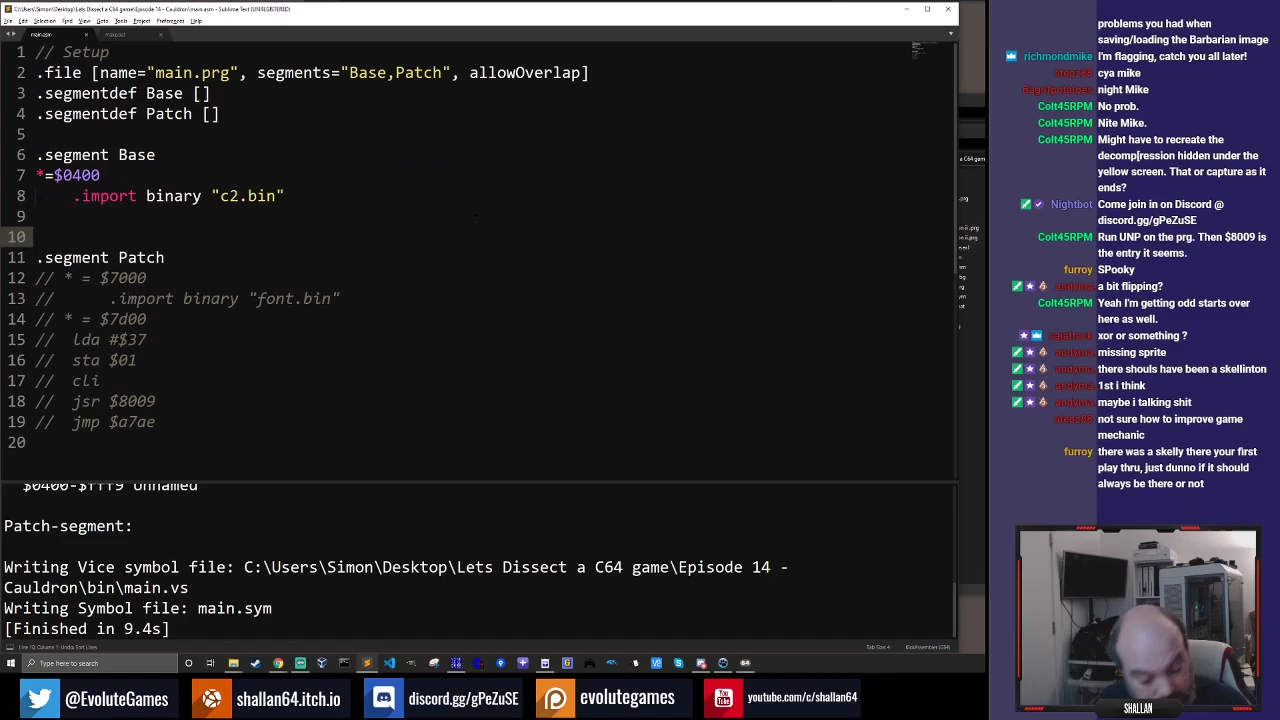 C:\Users\Simon\Desktop\Lets Dissect a C64 game\Episode 14 - Cauldron\main.asm - Sublime Text (UNREGISTERED)
File Edit Selection Find View Goto Tools Project Preferences Help
main.asm
1 // Setup
2 .file [name="main.prg", segments="Base,Patch", allowOverlap]
3 .segmentdef Base []
4 .segmentdef Patch []
5
6 .segment Base
7 *=$0400
8 .import binary "c2.bin"
9
10
11 .segment Patch
12 // * = $7000
13 // .import binary "font.bin"
14 // * = $7d00
15 // lda #$37
16 // sta $01
17 // cli
18 // jsr $8009
19 // jmp $a7ae
20
$0400-$fff9 Unnamed
Patch-segment:
Writing Vice symbol file: C:\Users\Simon\Desktop\Lets Dissect a C64 game\Episode 14 -
Cauldron\bin\main.vs
Writing Symbol file: main.sym
[Finished in 9.4s]
Line 10, Column 1; Undo Sort Lines
Tab Size: 4
KickAssembler (C64)
Type here to search
@EvoluteGames
shallan64.itch.io
discord.gg/gPeZuSE
evolutegames
youtube.com/c/shallan64
problems you had when
saving/loading the Barbarian image
richmondmike I'm flagging, catch you all later!
stepz88 cya mike
Bagofpotatoes night Mike
Colt45RPM No prob.
Colt45RPM Nite Mike.
Colt45RPM Might have to recreate the
decompression hidden under the
yellow screen. That or capture as it
ends?
Nightbot Come join in on Discord @
discord.gg/gPeZuSE
Colt45RPM Run UNP on the prg. Then $8009 is
the entry it seems.
furroy SPooky
andyma a bit flipping?
Colt45RPM Yeah I'm getting odd starts over
here as well.
xor or something ?
andyma missing sprite
andyma there shouls have been a skellinton
andyma 1st i think
andyma maybe i talking shit
stepz88 not sure how to improve game
mechanic
furroy there was a skelly there your first
play thru, just dunno if it should
always be there or not
SHALLAN